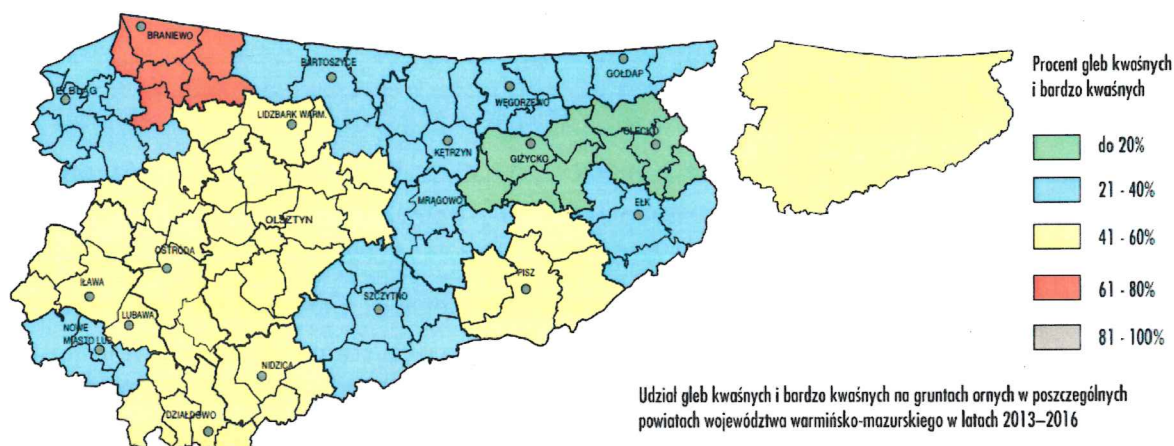 BRANIEWO
BARTOSZYCE
GOŁDAP
ELBLĄG
WĘGORZEWO
LIDZBARK WARM.
OLECKO
KĘTRZYN
GIŻYCKO
MRĄGOWO
EŁK
OLSZTYN
OSTRÓDA
PISZ
IŁAWA
SZCZYTNO
LUBAWA
NOWE
MIASTO LUB.
NIDZICA
DZIAŁDOWO
Procent gleb kwaśnych
i bardzo kwaśnych
do 20%
21 - 40%
41 - 60%
61 - 80%
81 - 100%
Udział gleb kwaśnych i bardzo kwaśnych na gruntach ornych w poszczególnych
powiatach województwa warmińsko-mazurskiego w latach 2013–2016